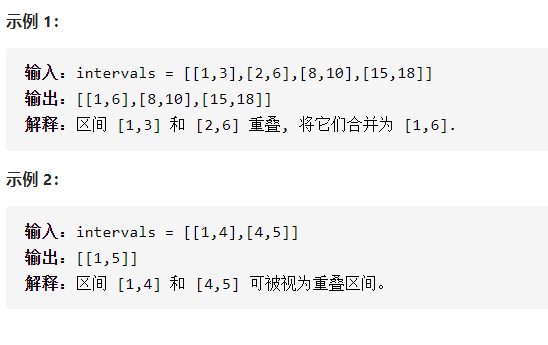 示例 1：
输入：intervals = [[1,3],[2,6],[8,10],[15,18]]
输出：[[1,6],[8,10],[15,18]]
解释：区间 [1,3] 和 [2,6] 重叠, 将它们合并为 [1,6].
示例 2：
输入：intervals = [[1,4],[4,5]]
输出：[[1,5]]
解释：区间 [1,4] 和 [4,5] 可被视为重叠区间。